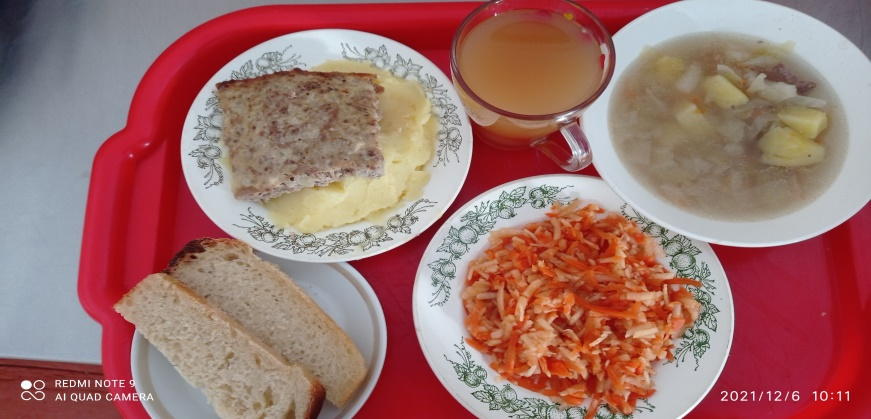 REDMI NOTE 9
AI QUAD CAMERA
2021/12/6 10:11